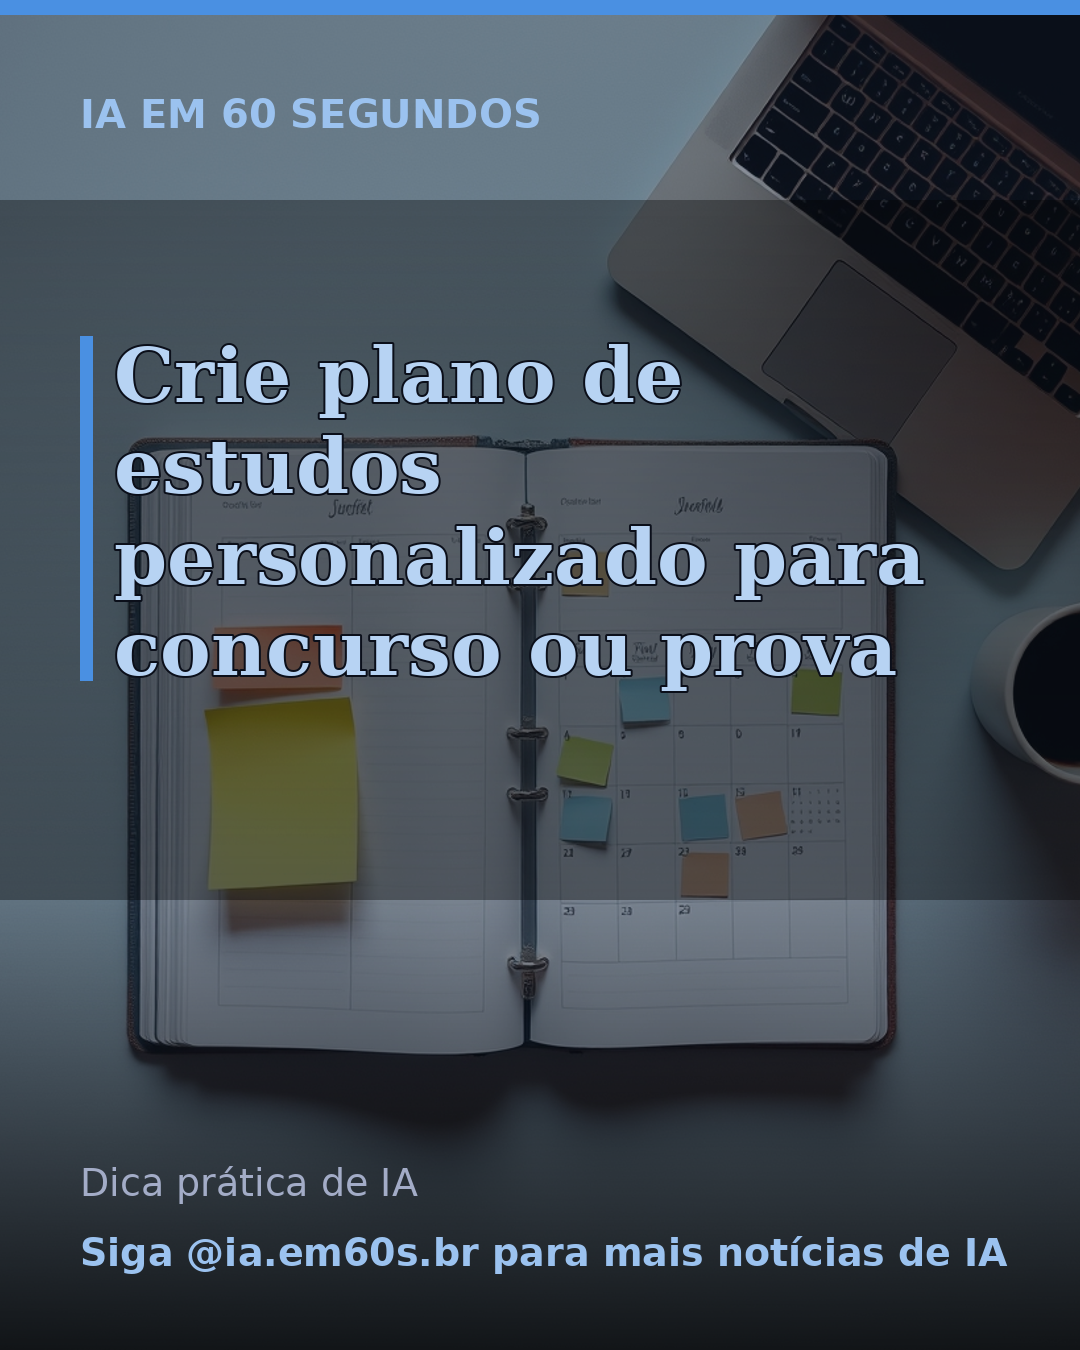 IA EM 60 SEGUNDOS
Crie plano de
estudos
personalizado para
concurso ou prova
Dica prática de IA
Siga @ia.em60s.br para mais notícias de IA